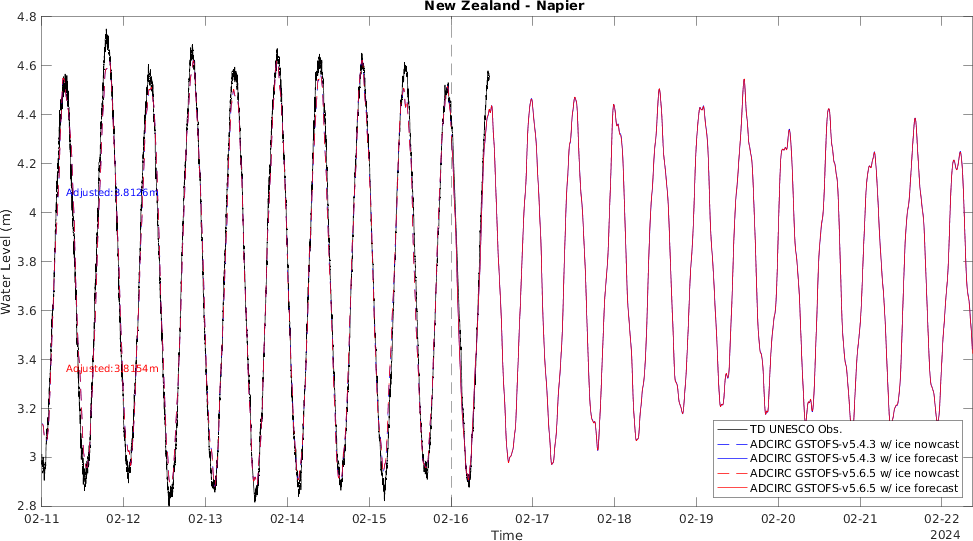 New Zealand - Napier
Water Level (m)
4.8
4.6
4.4
4.2
4
3.8
3.6
3.4
3.2
3
2.8
Adjusted:3.8126m
Adjusted:3.8154m
TD UNESCO Obs.
ADCIRC GSTOFS-v5.4.3 w/ ice nowcast
ADCIRC GSTOFS-v5.4.3 w/ ice forecast
ADCIRC GSTOFS-v5.6.5 w/ ice nowcast
ADCIRC GSTOFS-v5.6.5 w/ ice forecast
02-11 02-12 02-13 02-14 02-15 02-16 02-17 02-18 02-19 02-20 02-21 02-22
Time
2024